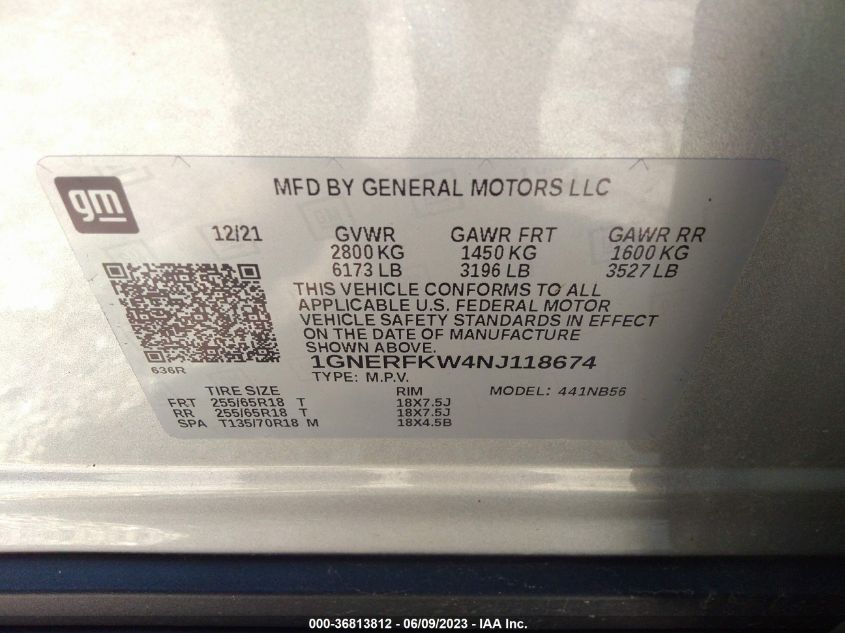 gm
MFD BY GENERAL MOTORS LLC
12/21 GVWR GAWR FRT GAWR RR
2800 KG 1450 KG 1600 KG
6173 LB 3196 LB 3527 LB
THIS VEHICLE CONFORMS TO ALL
APPLICABLE U.S. FEDERAL MOTOR
VEHICLE SAFETY STANDARDS IN EFFECT
ON THE DATE OF MANUFACTURE
SHOWN ABOVE.
636R
1GNERFKW4NJ118674
TYPE: M.P.V.
TIRE SIZE RIM MODEL: 441NB56
FRT 255/65R18 T 18X7.5J
RR 255/65R18 T 18X7.5J
SPA T135/70R18 M 18X4.5B
000-36813812 - 06/09/2023 - IAA Inc.